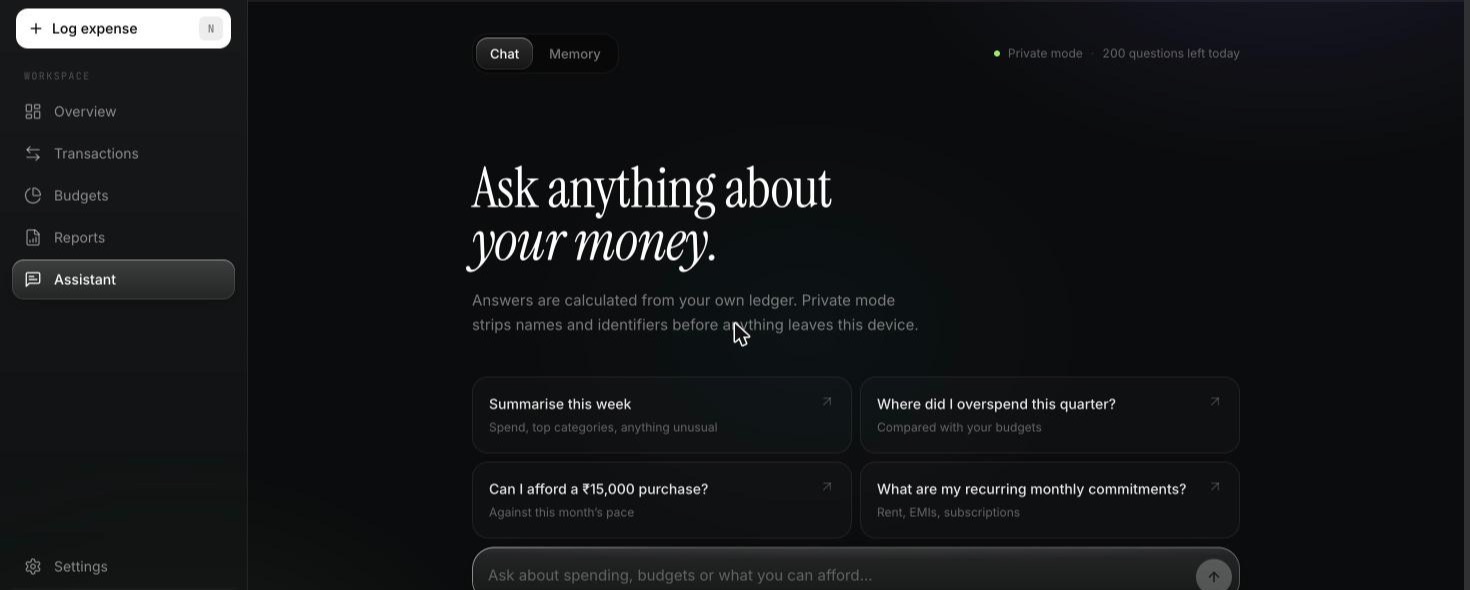 Log expense
N
WORKSPACE
Overview
Transactions
Budgets
Reports
Assistant
Settings
Chat
Memory
Private mode · 200 questions left today
Ask anything about
your money.
Answers are calculated from your own ledger. Private mode
strips names and identifiers before anything leaves this device.
Summarise this week
Spend, top categories, anything unusual
Where did I overspend this quarter?
Compared with your budgets
Can I afford a ₹15,000 purchase?
Against this month's pace
What are my recurring monthly commitments?
Rent, EMIs, subscriptions
Ask about spending, budgets or what you can afford...